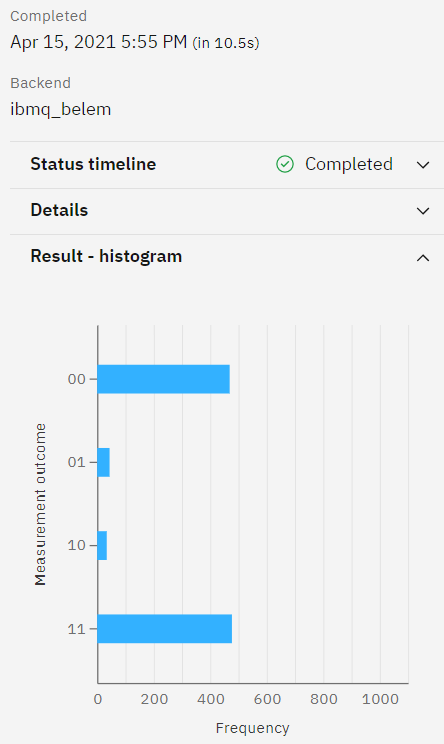 Completed
Apr 15, 2021 5:55 PM (in 10.5s)
Backend
ibmq_belem
Status timeline Completed
Details
Result - histogram
Measurement outcome
00
01
10
11
0 200 400 600 800 1000
Frequency